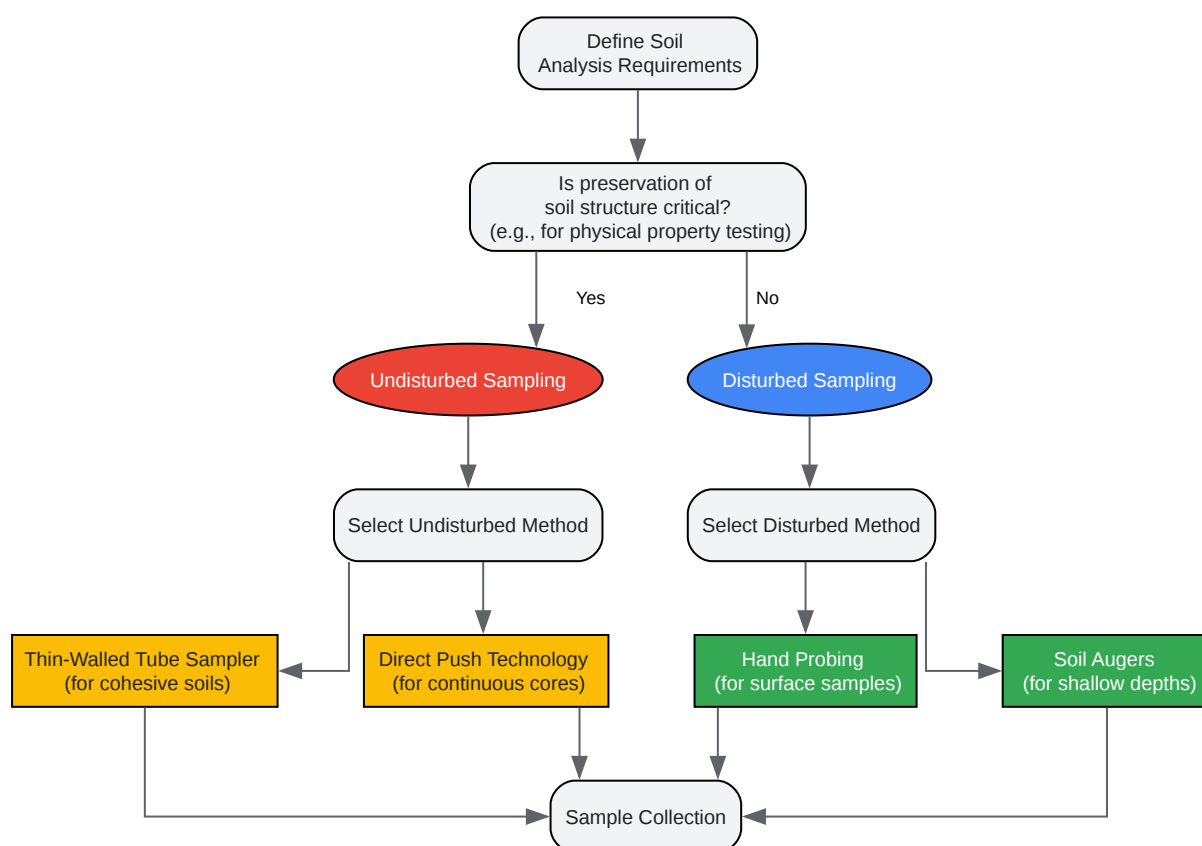 Define Soil
Analysis Requirements
Is preservation of
soil structure critical?
(e.g., for physical property testing)
Yes
No
Undisturbed Sampling
Disturbed Sampling
Select Undisturbed Method
Select Disturbed Method
Thin-Walled Tube Sampler
(for cohesive soils)
Direct Push Technology
(for continuous cores)
Hand Probing
(for surface samples)
Soil Augers
(for shallow depths)
Sample Collection